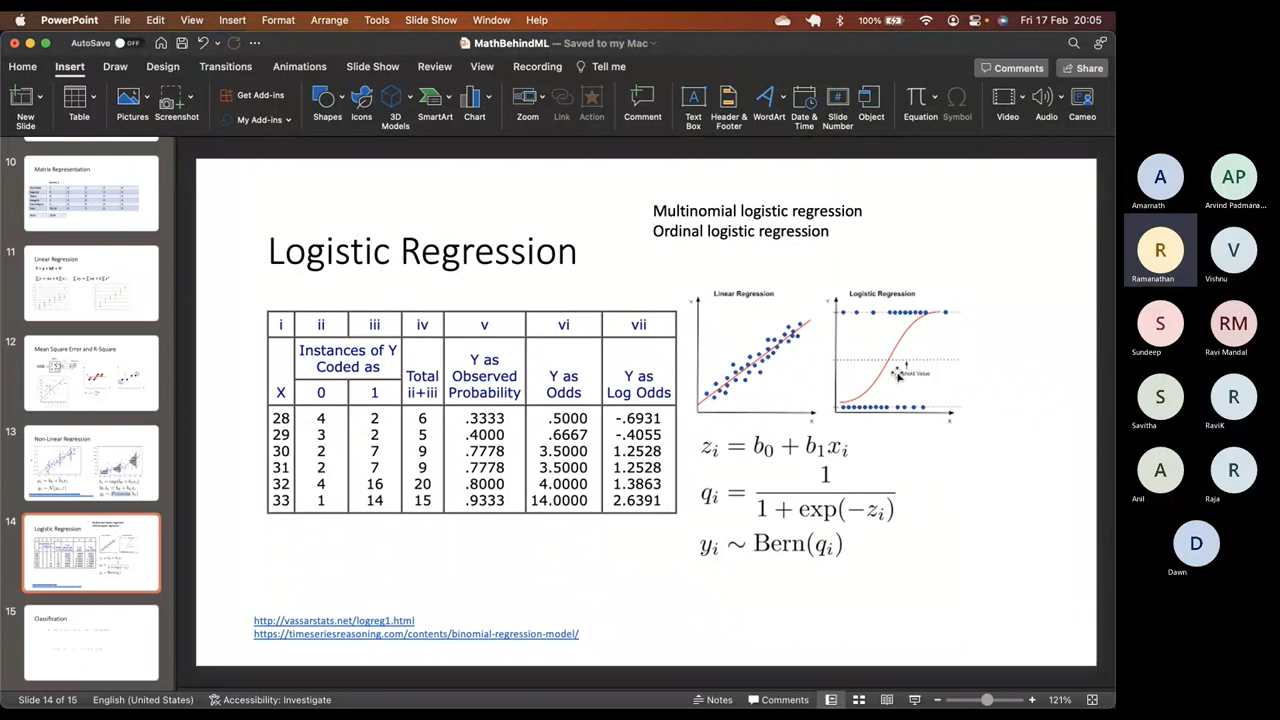 PowerPoint File Edit View Insert Format Arrange Tools Slide Show Window Help 100% Fri 17 Feb 20:05
AutoSave OFF MathBehindML — Saved to my Mac
Home Insert Draw Design Transitions Animations Slide Show Review View Recording Tell me Comments Share
New Slide Table Pictures Screenshot Get Add-ins My Add-ins Shapes Icons 3D Models SmartArt Chart Zoom Link Action Comment Text Box Header & Footer WordArt Date & Time Slide Number Object Equation Symbol Video Audio Cameo
10
Matrix Representation
11
Linear Regression
12
Mean Square Error and R-Square
13
Non-Linear Regression
14
Logistic Regression
15
Classification
Multinomial logistic regression
Ordinal logistic regression
Logistic Regression
i ii iii iv v vi vii
X Instances of Y Coded as 0 1 Total ii+iii Y as Observed Probability Y as Odds Y as Log Odds
28 4 2 6 .3333 .5000 -.6931
29 3 2 5 .4000 .6667 -.4055
30 2 7 9 .7778 3.5000 1.2528
31 2 7 9 .7778 3.5000 1.2528
32 4 16 20 .8000 4.0000 1.3863
33 1 14 15 .9333 14.0000 2.6391
Linear Regression
Y
X
Logistic Regression
Y
Value
X
zᵢ = b₀ + b₁xᵢ
qᵢ = 1 / (1 + exp(−zᵢ))
yᵢ ∼ Bern(qᵢ)
http://vassarstats.net/logreg1.html
https://timeseriesreasoning.com/contents/binomial-regression-model/
Slide 14 of 15 English (United States) Accessibility: Investigate Notes Comments 121%
A
Amarnath
AP
Arvind Padmana...
R
Ramanathan
V
Vishnu
S
Sundeep
RM
Ravi Mandal
S
Savitha
R
RaviK
A
Anil
R
Raja
D
Dawn